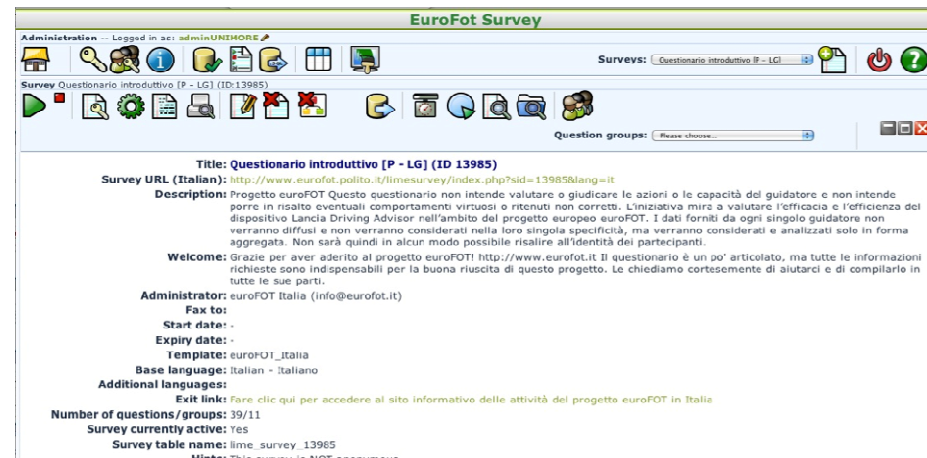 EuroFot Survey
Administration -- Logged in as: adminUNIMORE
Surveys: Questionario introduttivo [P - LG]
Survey Questionario introduttivo [P - LG] (ID:13985)
Question groups: Please choose...
Title: Questionario introduttivo [P - LG] (ID 13985)
Survey URL (Italian): http://www.eurofot.polito.it/limesurvey/index.php?sid=13985&lang=it
Description: Progetto euroFOT Questo questionario non intende valutare o giudicare le azioni o le capacità del guidatore e non intende
porre in risalto eventuali comportamenti virtuosi o ritenuti non corretti. L'iniziativa mira a valutare l'efficacia e l'efficienza del
dispositivo Lancia Driving Advisor nell'ambito del progetto europeo euroFOT. I dati forniti da ogni singolo guidatore non
verranno diffusi e non verranno considerati nella loro singola specificità, ma verranno considerati e analizzati solo in forma
aggregata. Non sarà quindi in alcun modo possibile risalire all'identità dei partecipanti.
Welcome: Grazie per aver aderito al progetto euroFOT! http://www.eurofot.it Il questionario è un po' articolato, ma tutte le informazioni
richieste sono indispensabili per la buona riuscita di questo progetto. Le chiediamo cortesemente di aiutarci e di compilarlo in
tutte le sue parti.
Administrator: euroFOT Italia (info@eurofot.it)
Fax to:
Start date: -
Expiry date: -
Template: euroFOT_Italia
Base language: Italian - Italiano
Additional languages:
Exit link: Fare clic qui per accedere al sito informativo delle attività del progetto euroFOT in Italia
Number of questions/groups: 39/11
Survey currently active: Yes
Survey table name: lime_survey_13985
Hints: This survey is NOT anonymous.